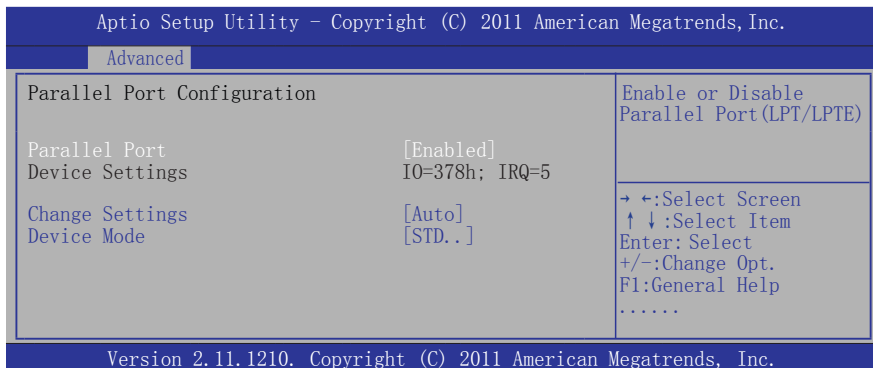 Aptio Setup Utility - Copyright (C) 2011 American Megatrends,Inc.
Advanced
Parallel Port Configuration
Parallel Port [Enabled]
Device Settings IO=378h; IRQ=5
Change Settings [Auto]
Device Mode [STD..]
Enable or Disable
Parallel Port(LPT/LPTE)
→ ←:Select Screen
↑ ↓:Select Item
Enter: Select
+/-:Change Opt.
F1:General Help
......
Version 2.11.1210. Copyright (C) 2011 American Megatrends, Inc.